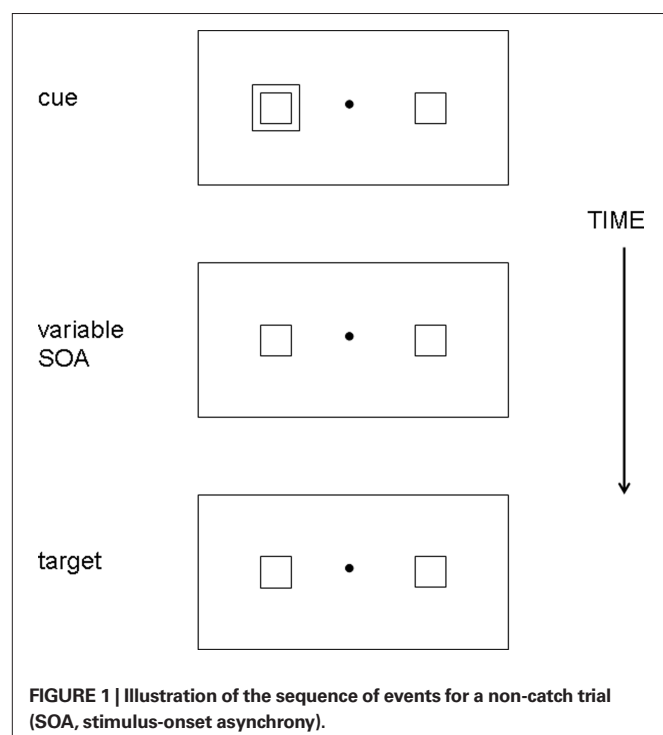 cue
TIME
variable
SOA
target
FIGURE 1 | Illustration of the sequence of events for a non-catch trial
(SOA, stimulus-onset asynchrony).